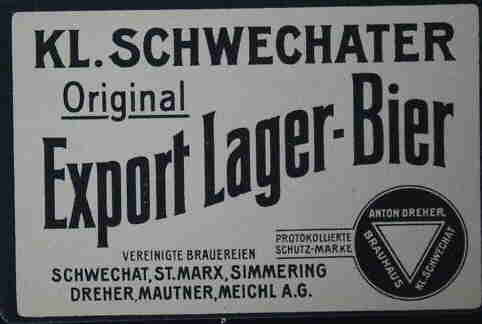 KL. SCHWECHATER
Original
Export Lager-Bier
VEREINIGTE BRAUEREIEN
SCHWECHAT, ST. MARX, SIMMERING
DREHER, MAUTNER, MEICHL A.G.
PROTOKOLLIERTE
SCHUTZ-MARKE
ANTON DREHER
BRAUHAUS
KL. SCHWECHAT